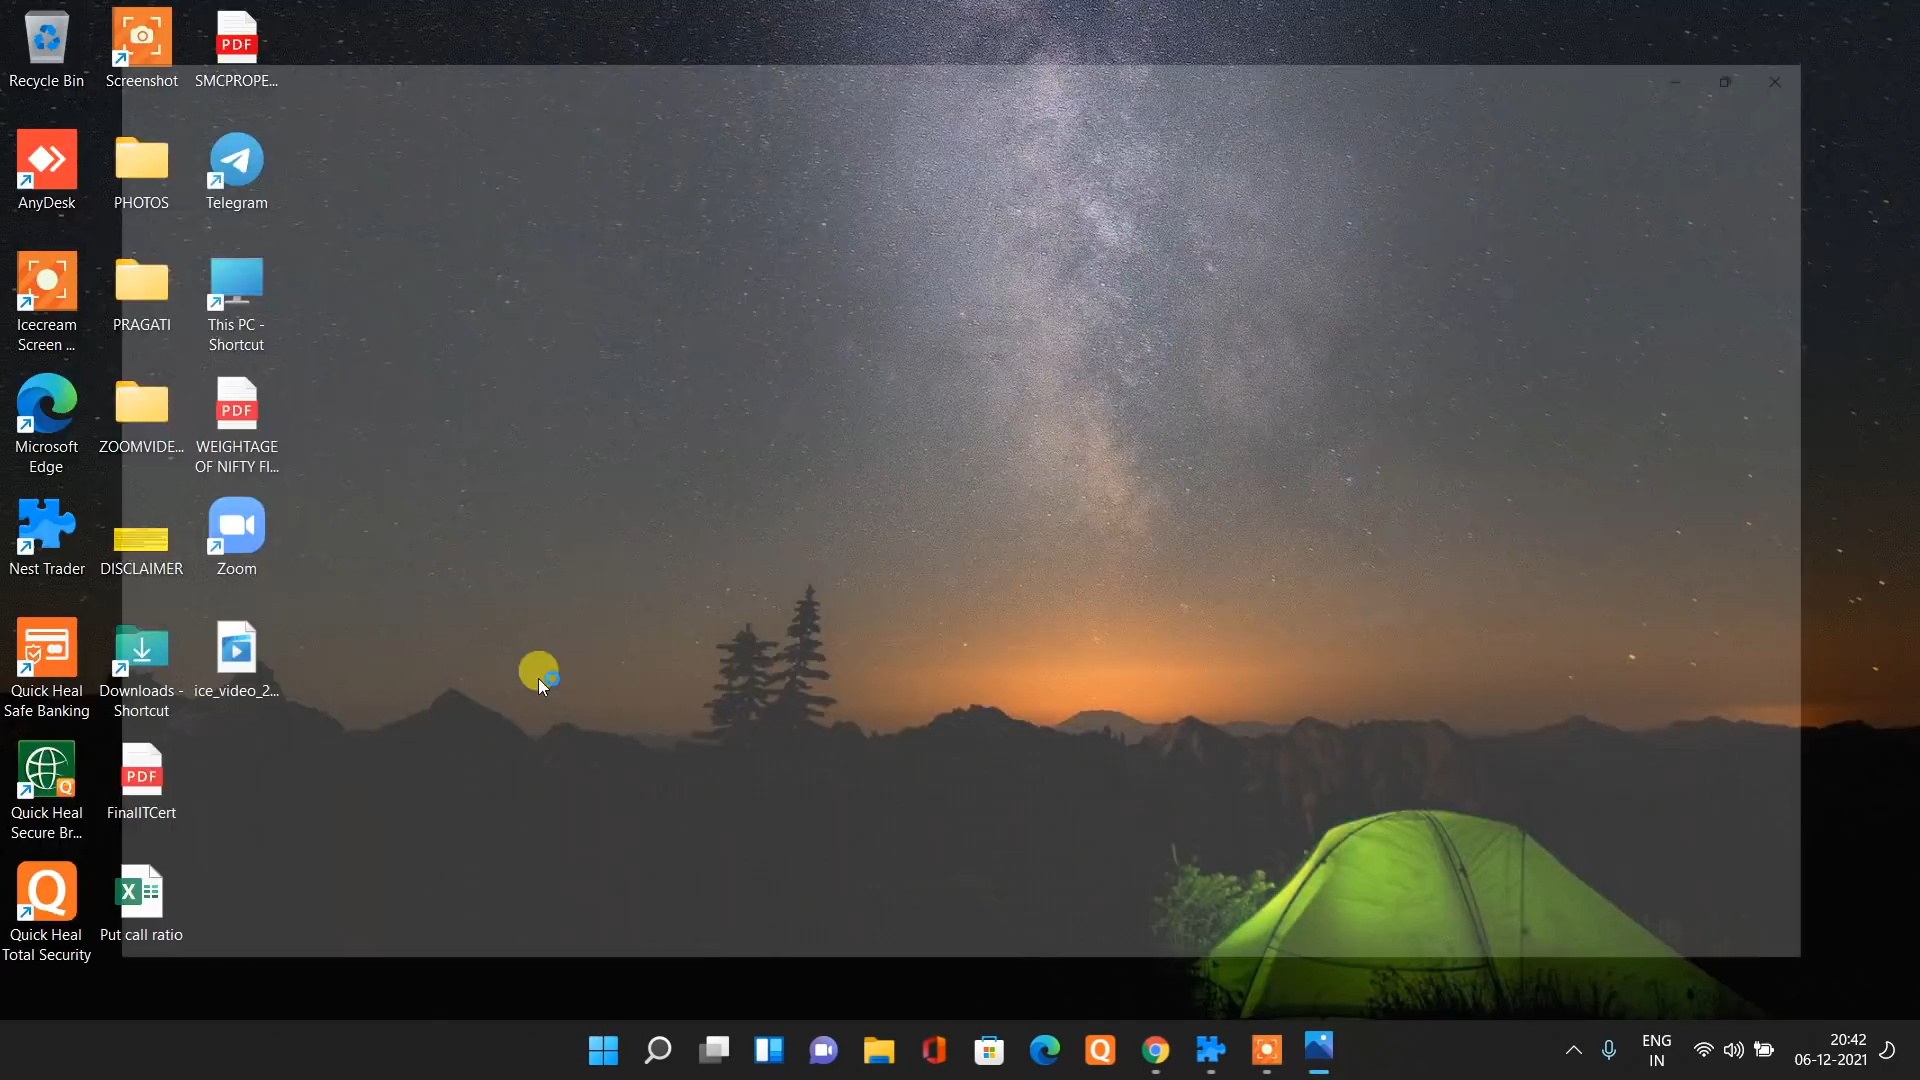 Recycle Bin
Screenshot
SMCPROPE...
AnyDesk
PHOTOS
Telegram
Icecream
Screen ...
PRAGATI
This PC -
Shortcut
Microsoft
Edge
ZOOMVIDE...
WEIGHTAGE
OF NIFTY FI...
Nest Trader
DISCLAIMER
Zoom
Quick Heal
Safe Banking
Downloads -
Shortcut
ice_video_2...
Quick Heal
Secure Br...
FinalITCert
Quick Heal
Total Security
Put call ratio
PDF
PDF
PDF
ENG
IN
20:42
06-12-2021